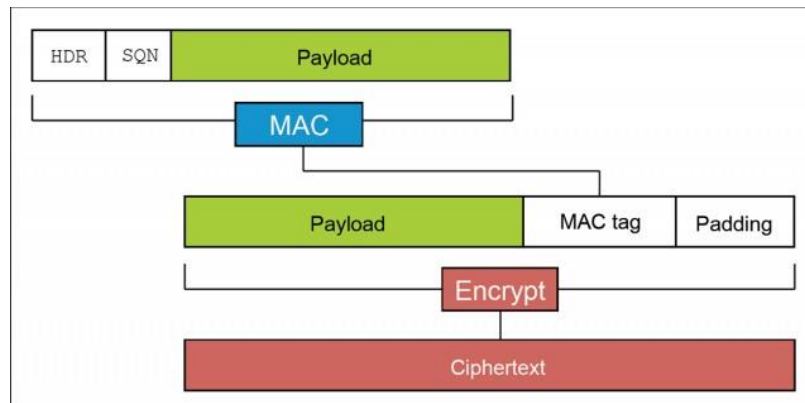 HDR SQN Payload
MAC
Payload MAC tag Padding
Encrypt
Ciphertext